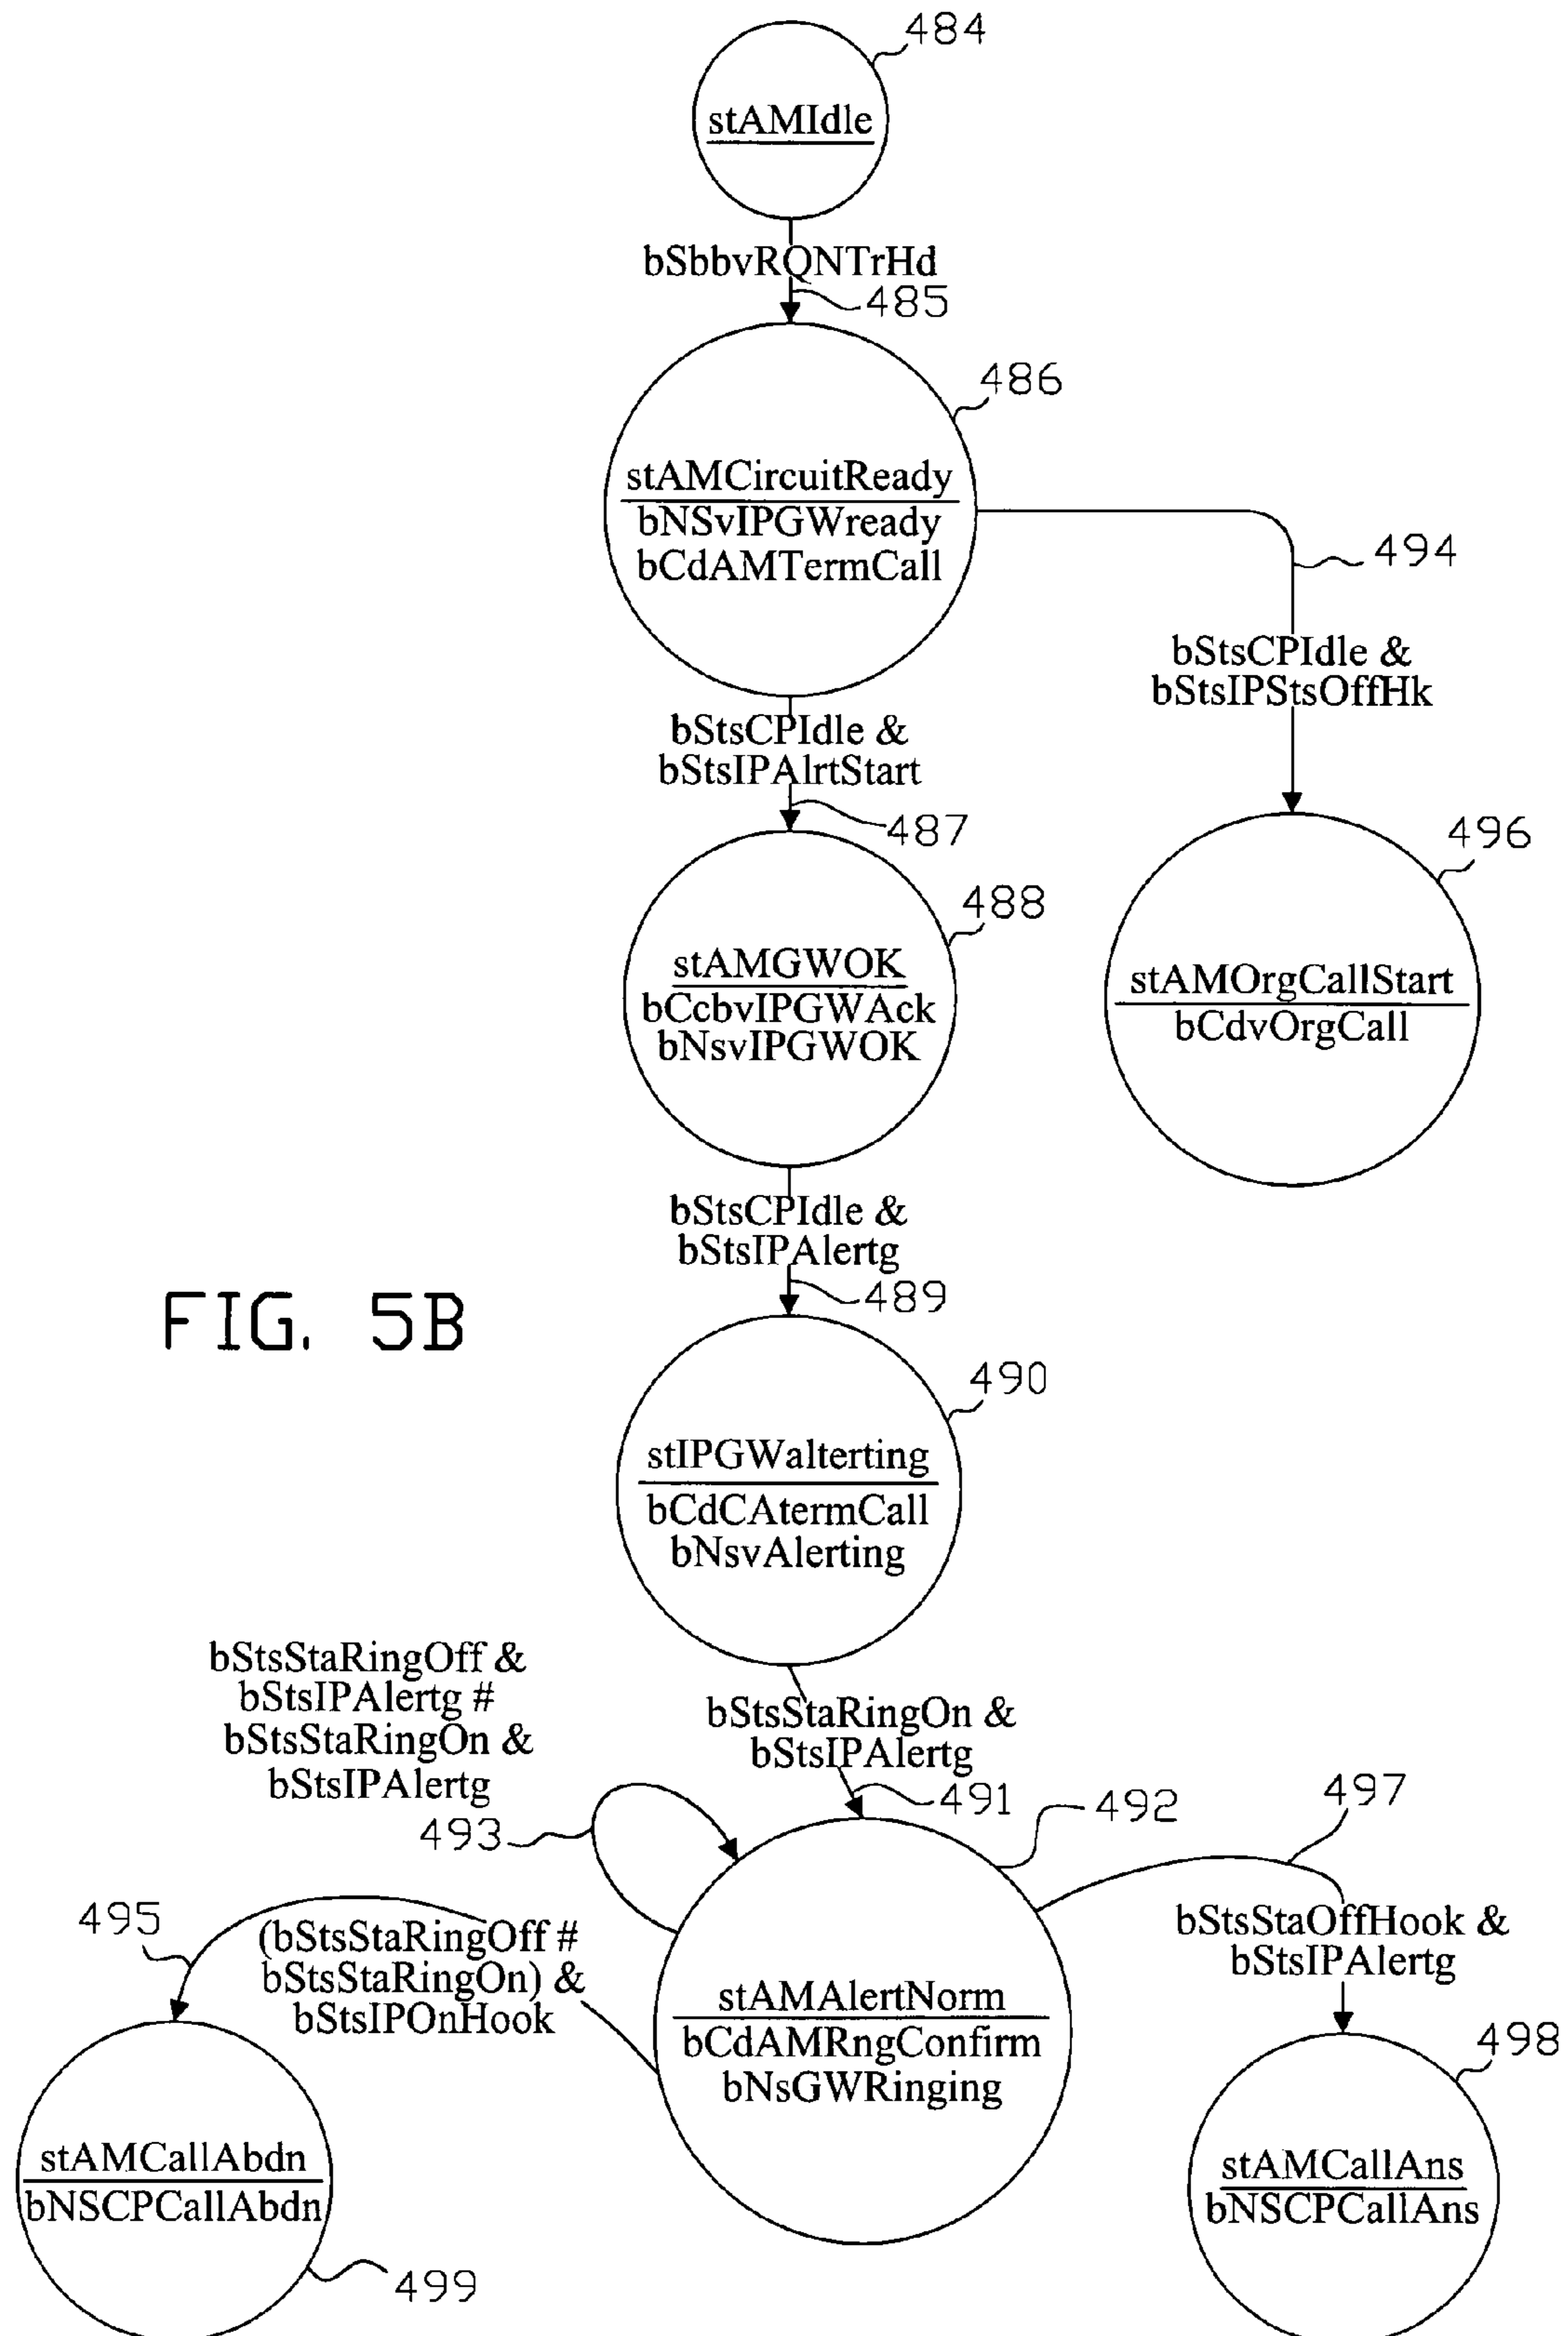 484
stAMIdle
bSbbvRQNTrHd
485
486
stAMCircuitReady
bNSvIPGWready
bCdAMTermCall
494
bStsCPIdle &
bStsIPStsOffHk
bStsCPIdle &
bStsIPAlrtStart
487
496
488
stAMGWOK
bCcbvIPGWAck
bNsvIPGWOK
stAMOrgCallStart
bCdvOrgCall
bStsCPIdle &
bStsIPAlertg
489
FIG. 5B
490
stIPGWalterting
bCdCAtermCall
bNsvAlerting
bStsStaRingOff &
bStsIPAlertg #
bStsStaRingOn &
bStsIPAlertg
493
bStsStaRingOn &
bStsIPAlertg
491
492
497
495
(bStsStaRingOff #
bStsStaRingOn) &
bStsIPOnHook
bStsStaOffHook &
bStsIPAlertg
stAMAlertNorm
bCdAMRngConfirm
bNsGWRinging
498
stAMCallAbdn
bNSCPCallAbdn
499
stAMCallAns
bNSCPCallAns